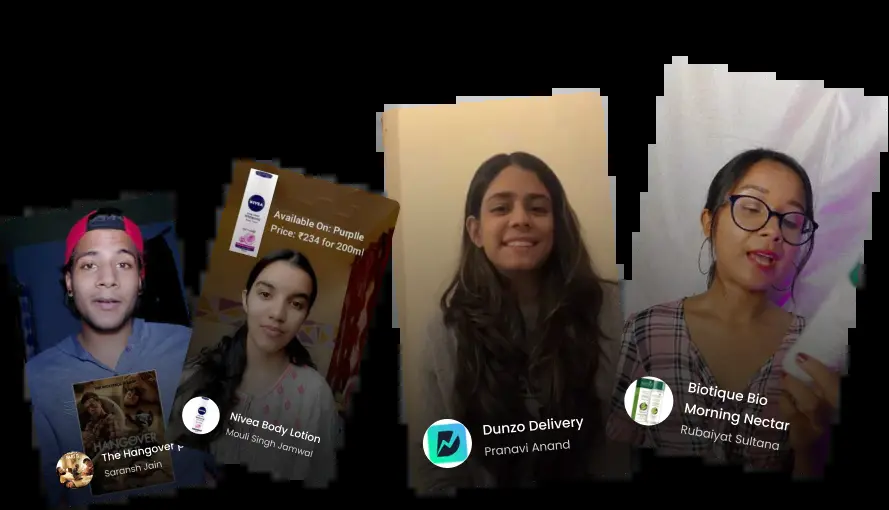 NIVEA
Available On: Purplle
Price: ₹234 for 200ml
HANGOVER
The Hangover p
Saransh Jain
Nivea Body Lotion
Mouli Singh Jamwal
Dunzo Delivery
Pranavi Anand
Biotique Bio
Morning Nectar
Rubaiyat Sultana